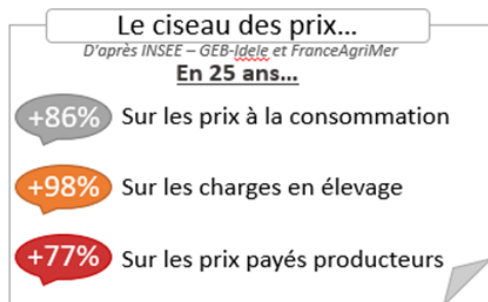 Le ciseau des prix...
D'après INSEE – GEB-Idele et FranceAgriMer
En 25 ans...
+86% Sur les prix à la consommation
+98% Sur les charges en élevage
+77% Sur les prix payés producteurs